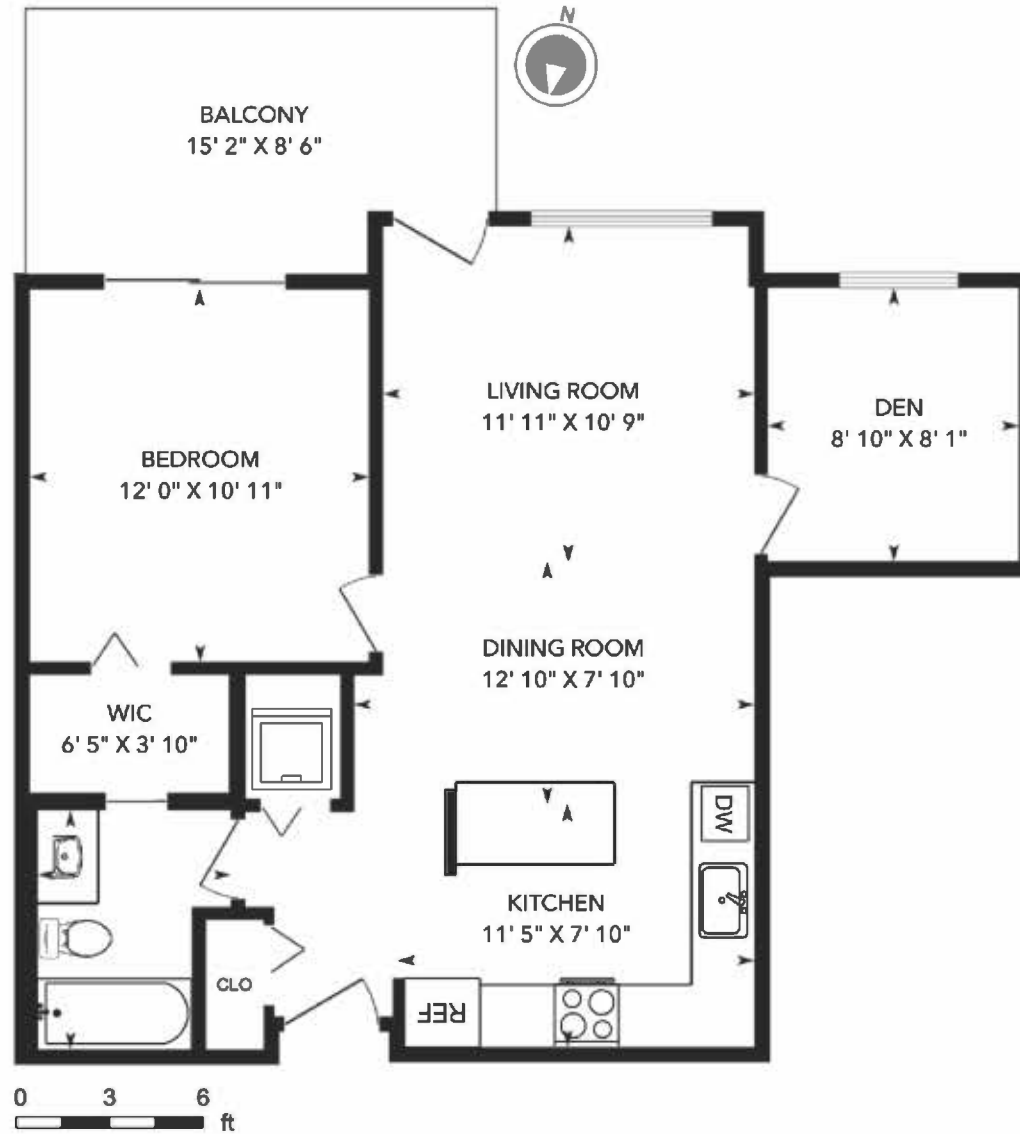 N
BALCONY
15' 2" X 8' 6"
LIVING ROOM
11' 11" X 10' 9"
DEN
8' 10" X 8' 1"
BEDROOM
12' 0" X 10' 11"
DINING ROOM
12' 10" X 7' 10"
WIC
6' 5" X 3' 10"
DW
KITCHEN
11' 5" X 7' 10"
CLO
REF
0 3 6
ft